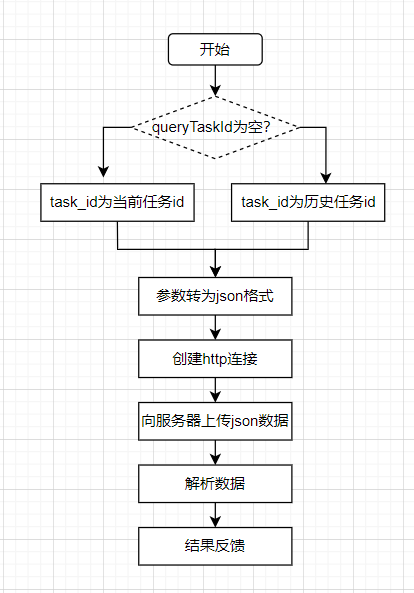 开始
queryTaskId为空?
task_id为当前任务id
task_id为历史任务id
参数转为json格式
创建http连接
向服务器上传json数据
解析数据
结果反馈